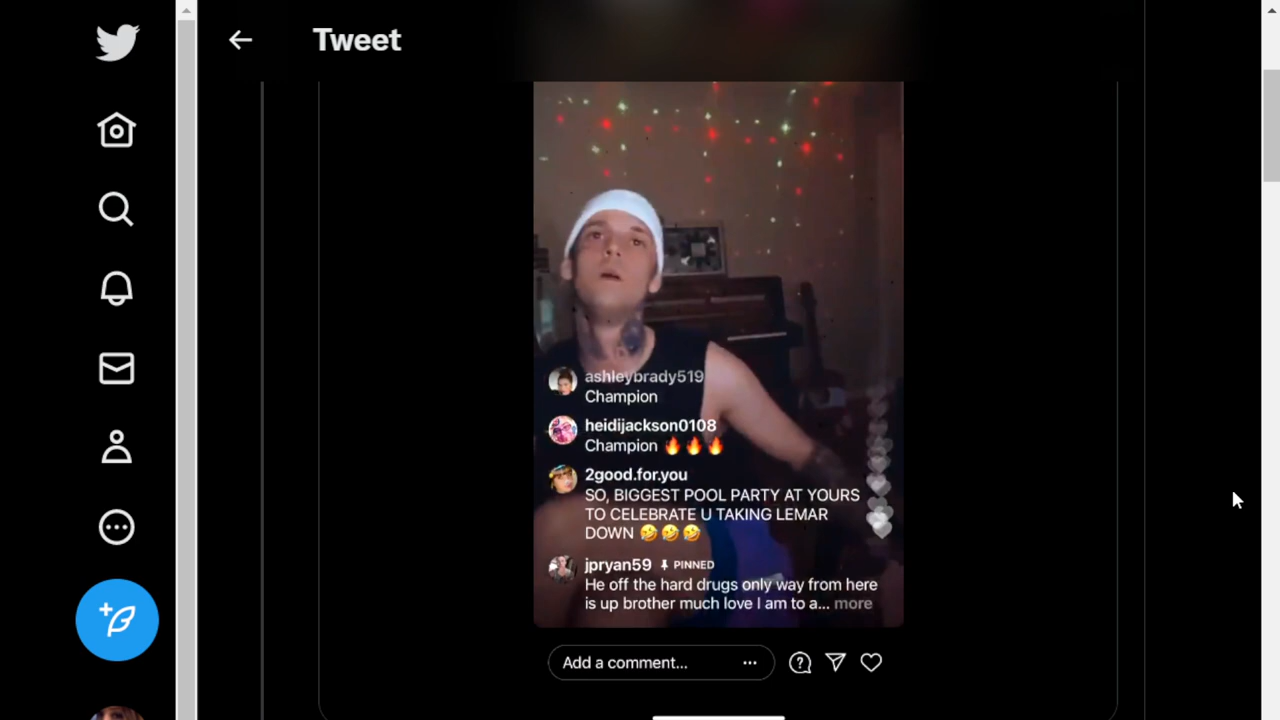 Tweet
ashleybrady519
Champion
heidijackson0108
Champion 🔥🔥🔥
2good.for.you
SO, BIGGEST POOL PARTY AT YOURS
TO CELEBRATE U TAKING LEMAR
DOWN 🤣🤣🤣
jpryan59 📌 PINNED
He off the hard drugs only way from here
is up brother much love I am to a... more
Add a comment...